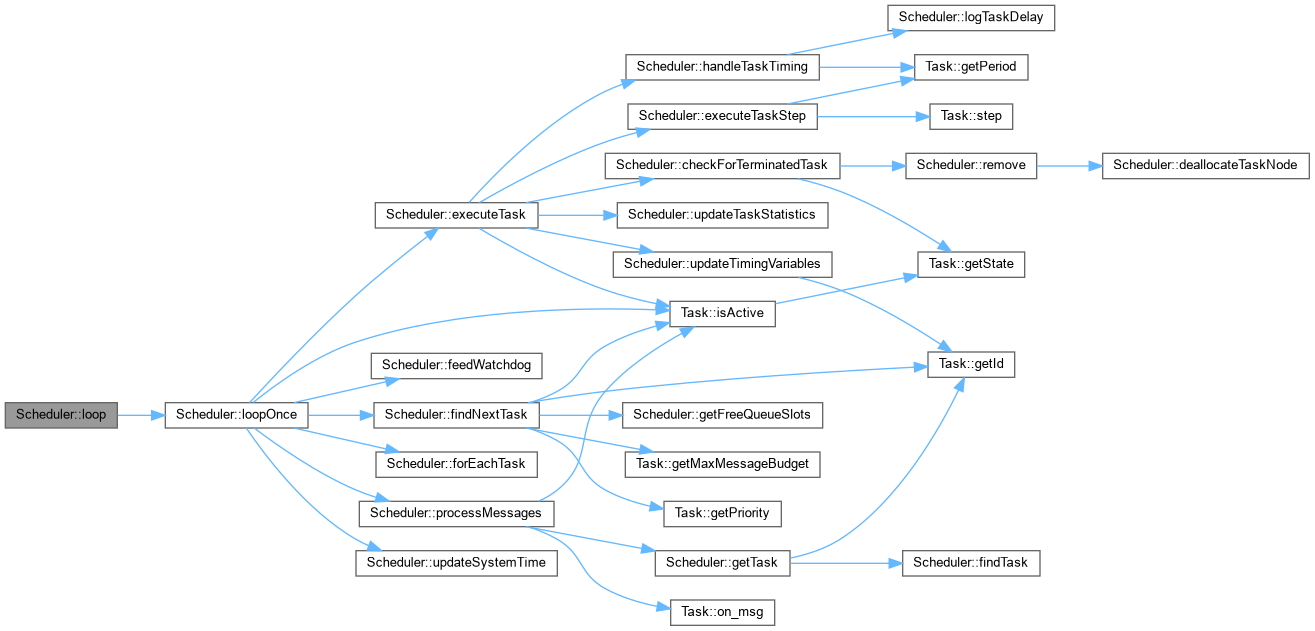 Scheduler::logTaskDelay
Scheduler::handleTaskTiming
Task::getPeriod
Scheduler::executeTaskStep
Task::step
Scheduler::checkForTerminatedTask
Scheduler::remove
Scheduler::deallocateTaskNode
Scheduler::executeTask
Scheduler::updateTaskStatistics
Scheduler::updateTimingVariables
Task::getState
Task::isActive
Scheduler::feedWatchdog
Task::getId
Scheduler::loop
Scheduler::loopOnce
Scheduler::findNextTask
Scheduler::getFreeQueueSlots
Scheduler::forEachTask
Task::getMaxMessageBudget
Scheduler::processMessages
Task::getPriority
Scheduler::updateSystemTime
Scheduler::getTask
Scheduler::findTask
Task::on_msg